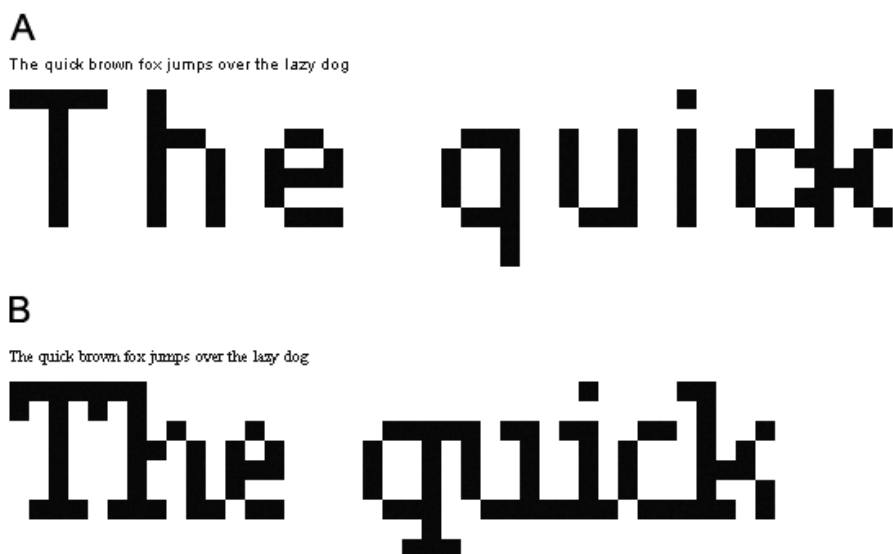 A
The quick brown fox jumps over the lazy dog
The quick
B
The quick brown fox jumps over the lazy dog
The quick